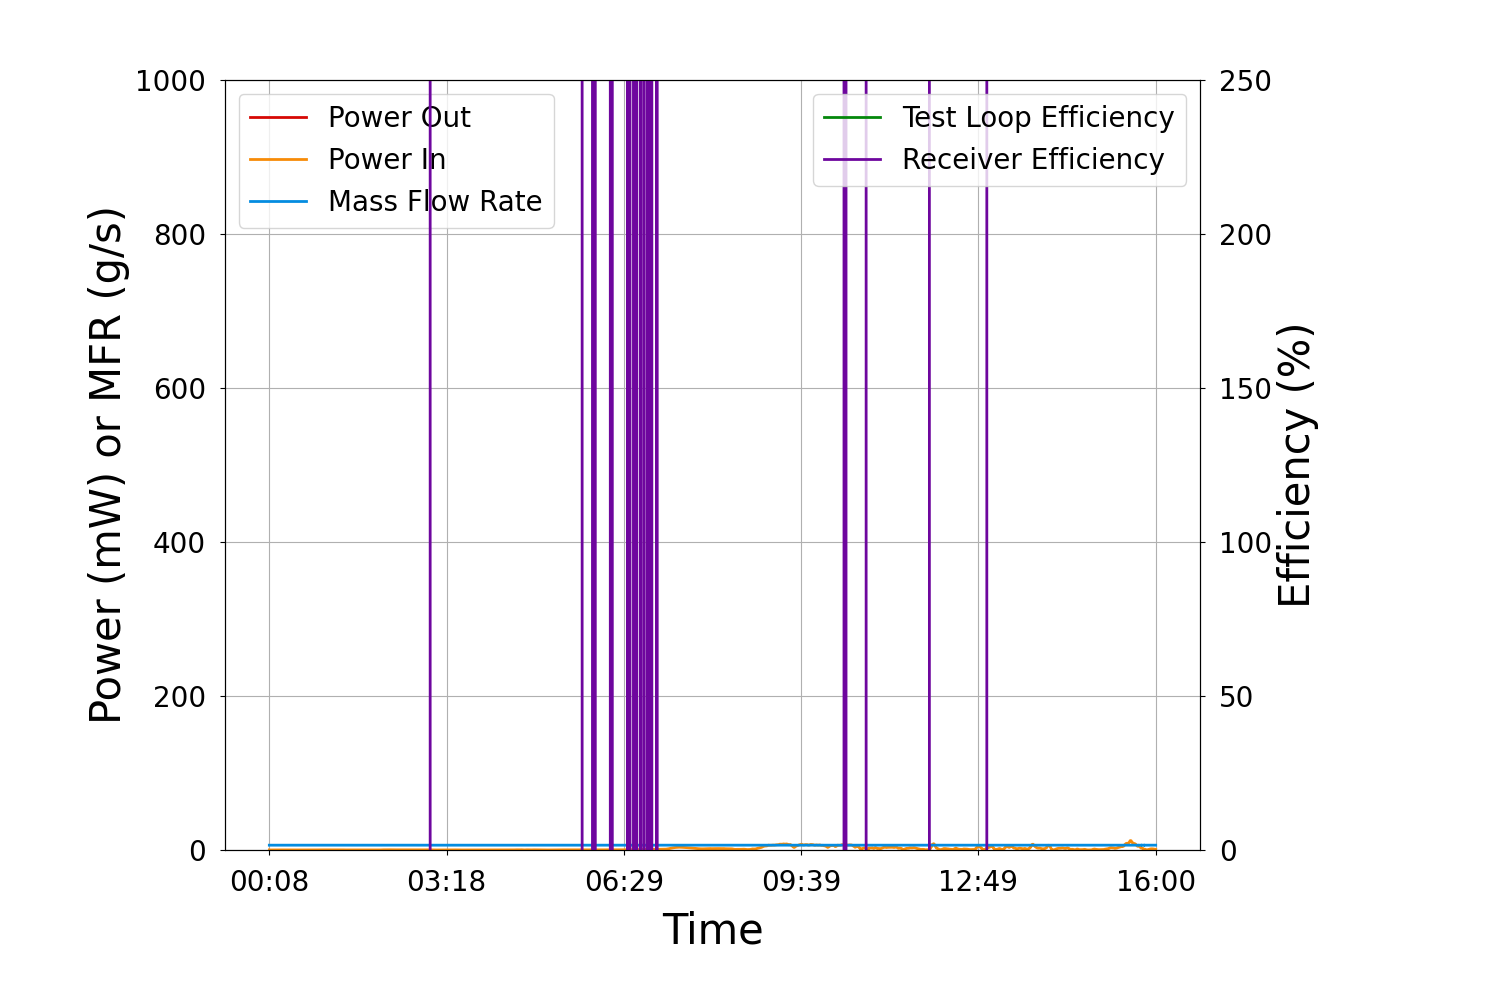 1000
800
600
400
200
0
Power (mW) or MFR (g/s)
Power Out
Power In
Mass Flow Rate
Test Loop Efficiency
Receiver Efficiency
250
200
150
100
50
0
Efficiency (%)
00:08 03:18 06:29 09:39 12:49 16:00
Time